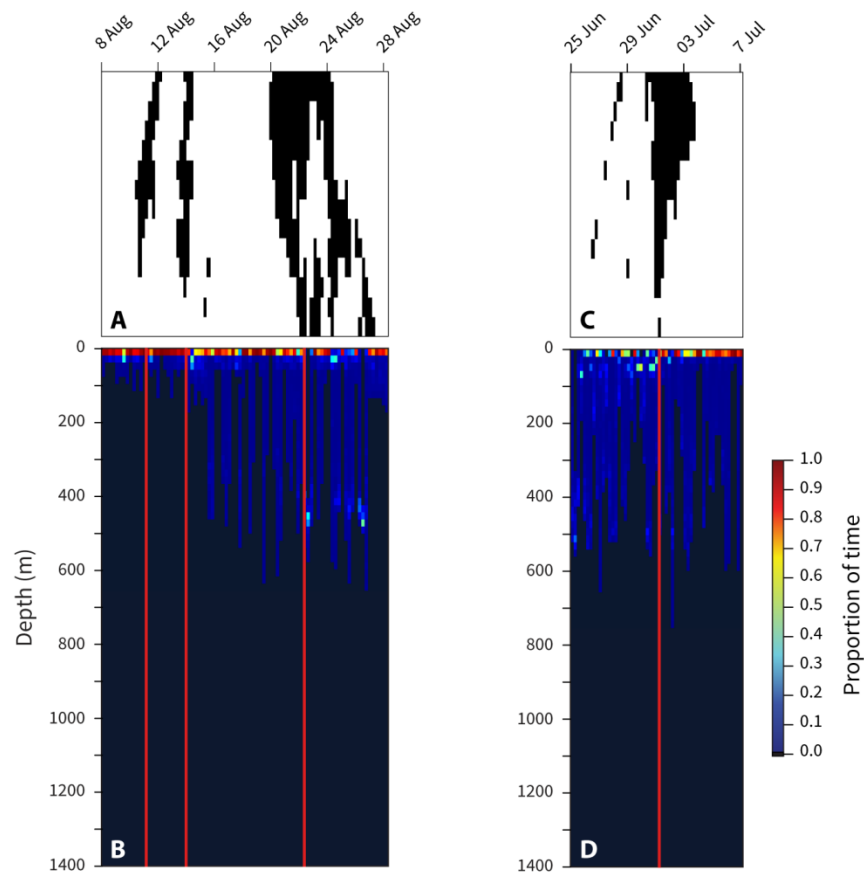 8 Aug
12 Aug
16 Aug
20 Aug
24 Aug
28 Aug
25 Jun
29 Jun
03 Jul
7 Jul
A
C
0
200
400
600
800
1000
1200
1400
Depth (m)
B
0
200
400
600
800
1000
1200
1400
D
1.0
0.9
0.8
0.7
0.6
0.5
0.4
0.3
0.2
0.1
0.0
Proportion of time